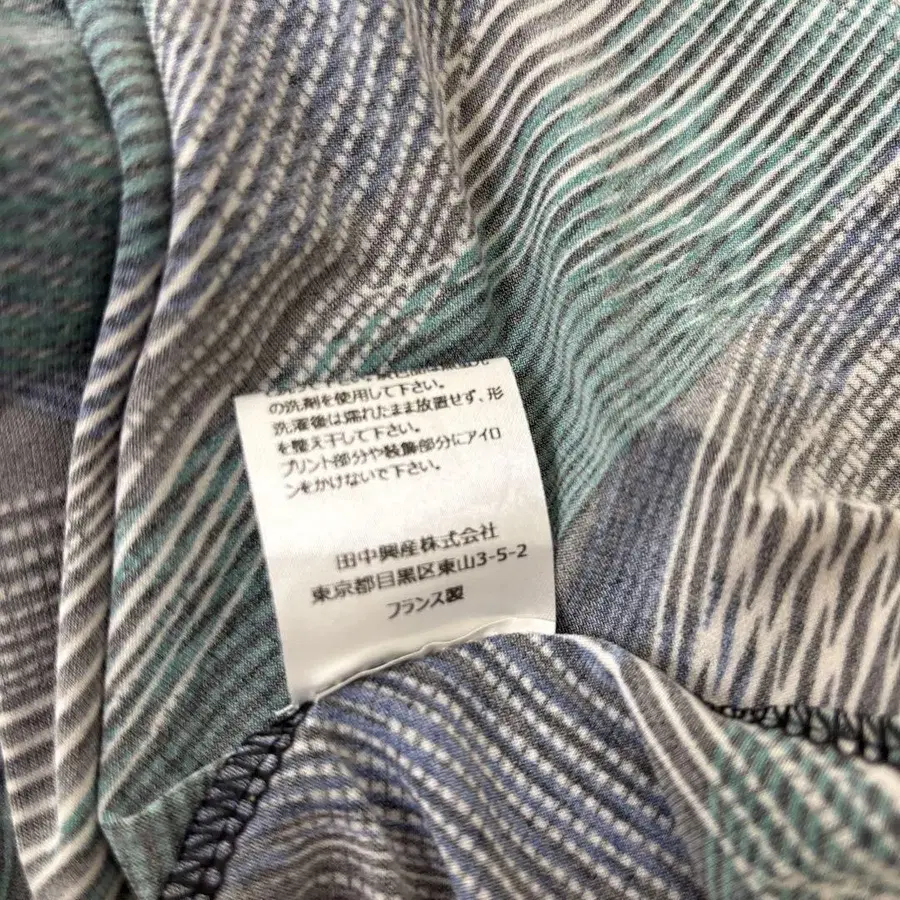 の洗剤を使用して下さい。
洗濯後は濡れたまま放置せず、形
を整え干して下さい。
プリント部分や装飾部分にアイロ
ンをかけないで下さい。
田中興産株式会社
東京都目黒区東山3-5-2
フランス製